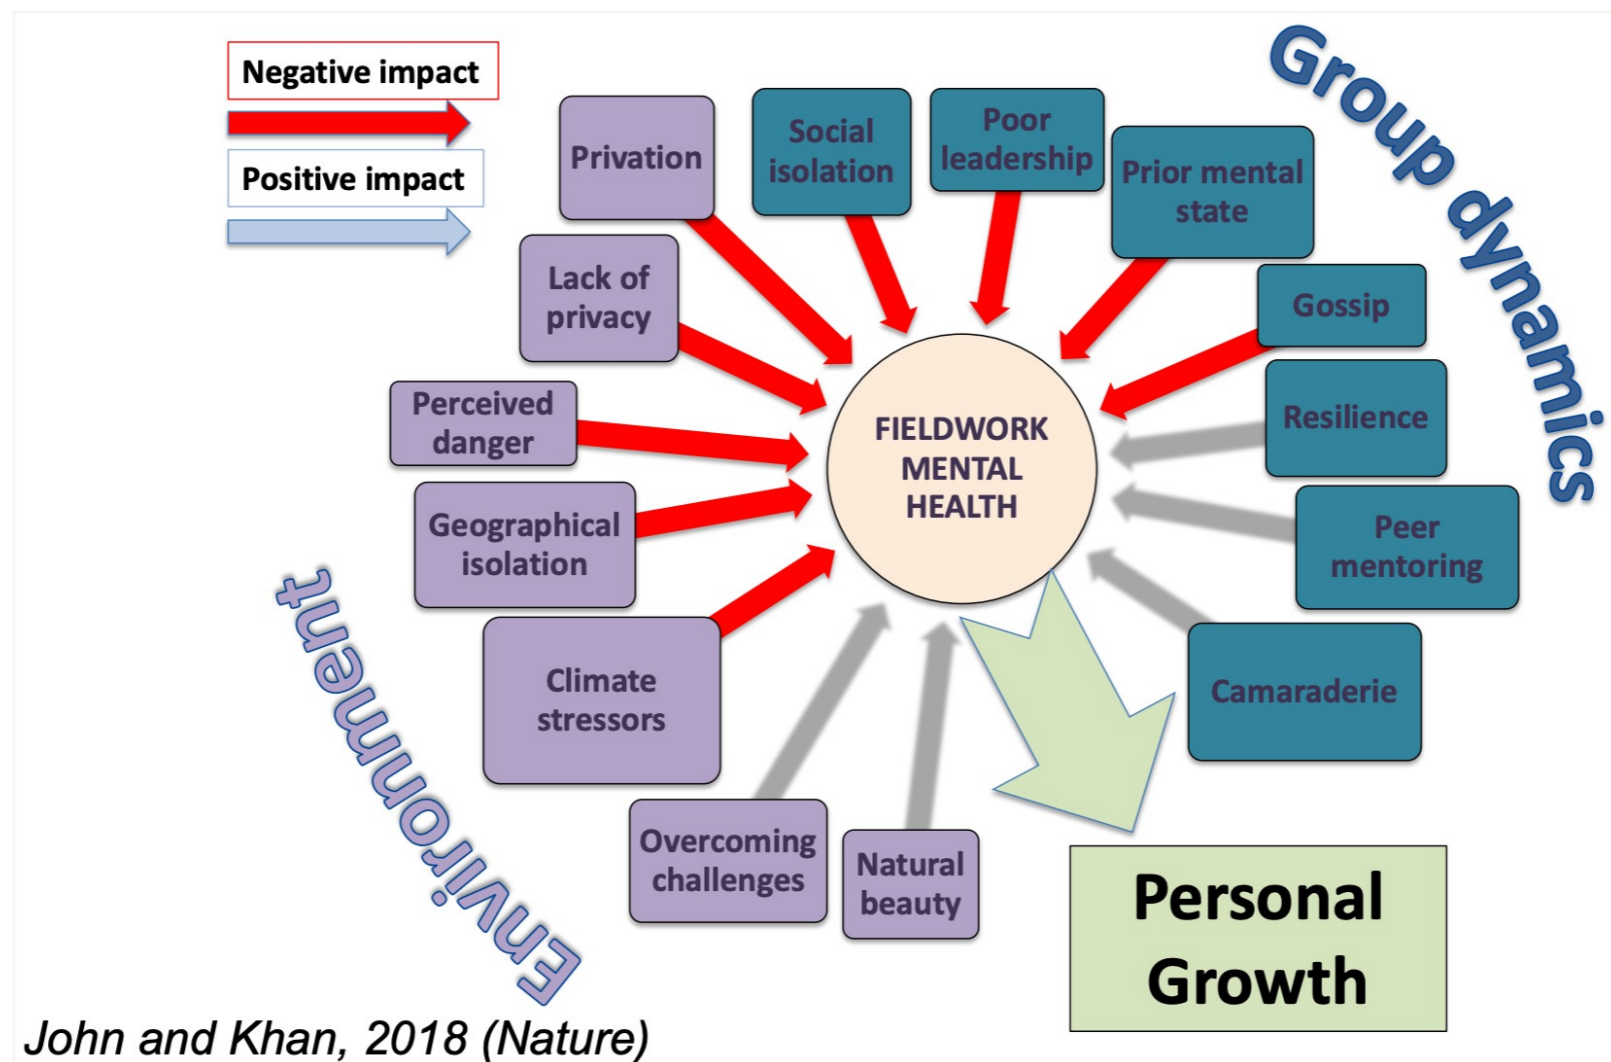 Negative impact
Positive impact
Privation
Social
isolation
Poor
leadership
Prior mental
state
Group dynamics
Lack of
privacy
Gossip
Perceived
danger
FIELDWORK
MENTAL
HEALTH
Resilience
Geographical
isolation
Peer
mentoring
Climate
stressors
Camaraderie
Environment
Overcoming
challenges
Natural
beauty
Personal
Growth
John and Khan, 2018 (Nature)